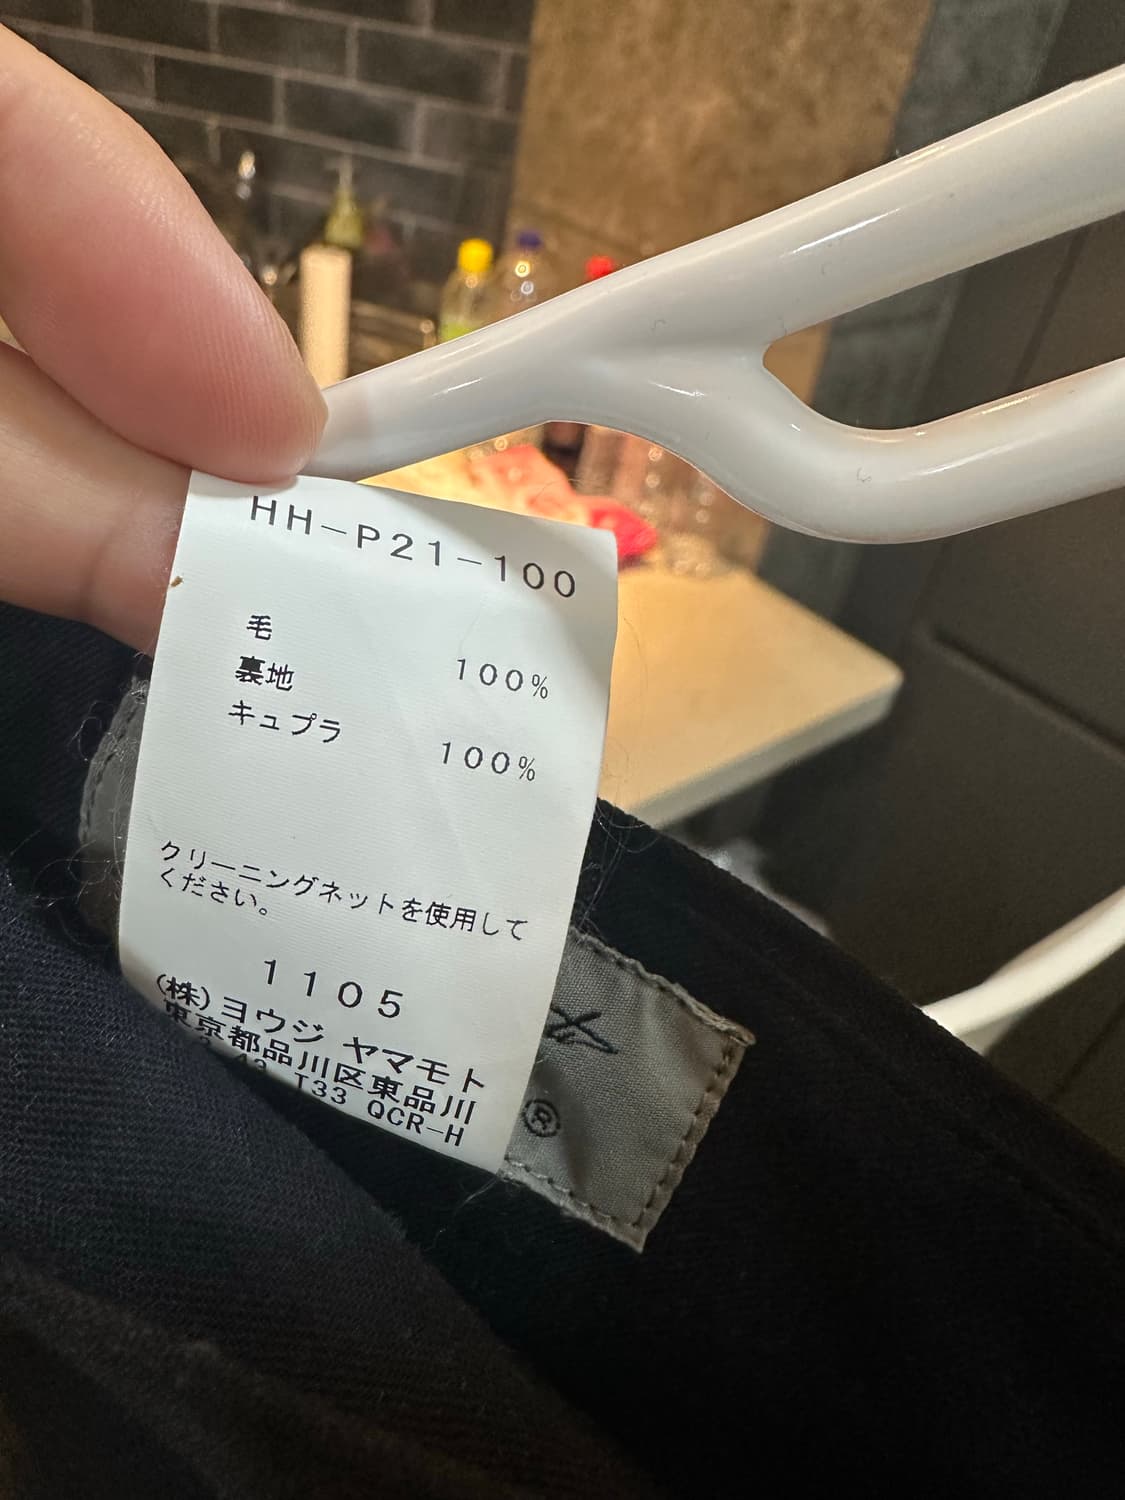 HH-P21-100
毛 100%
裏地
キュプラ 100%
クリーニングネットを使用して
ください。
1105
(株)ヨウジ ヤマモト
東京都品川区東品川
T33 QCR-H
®